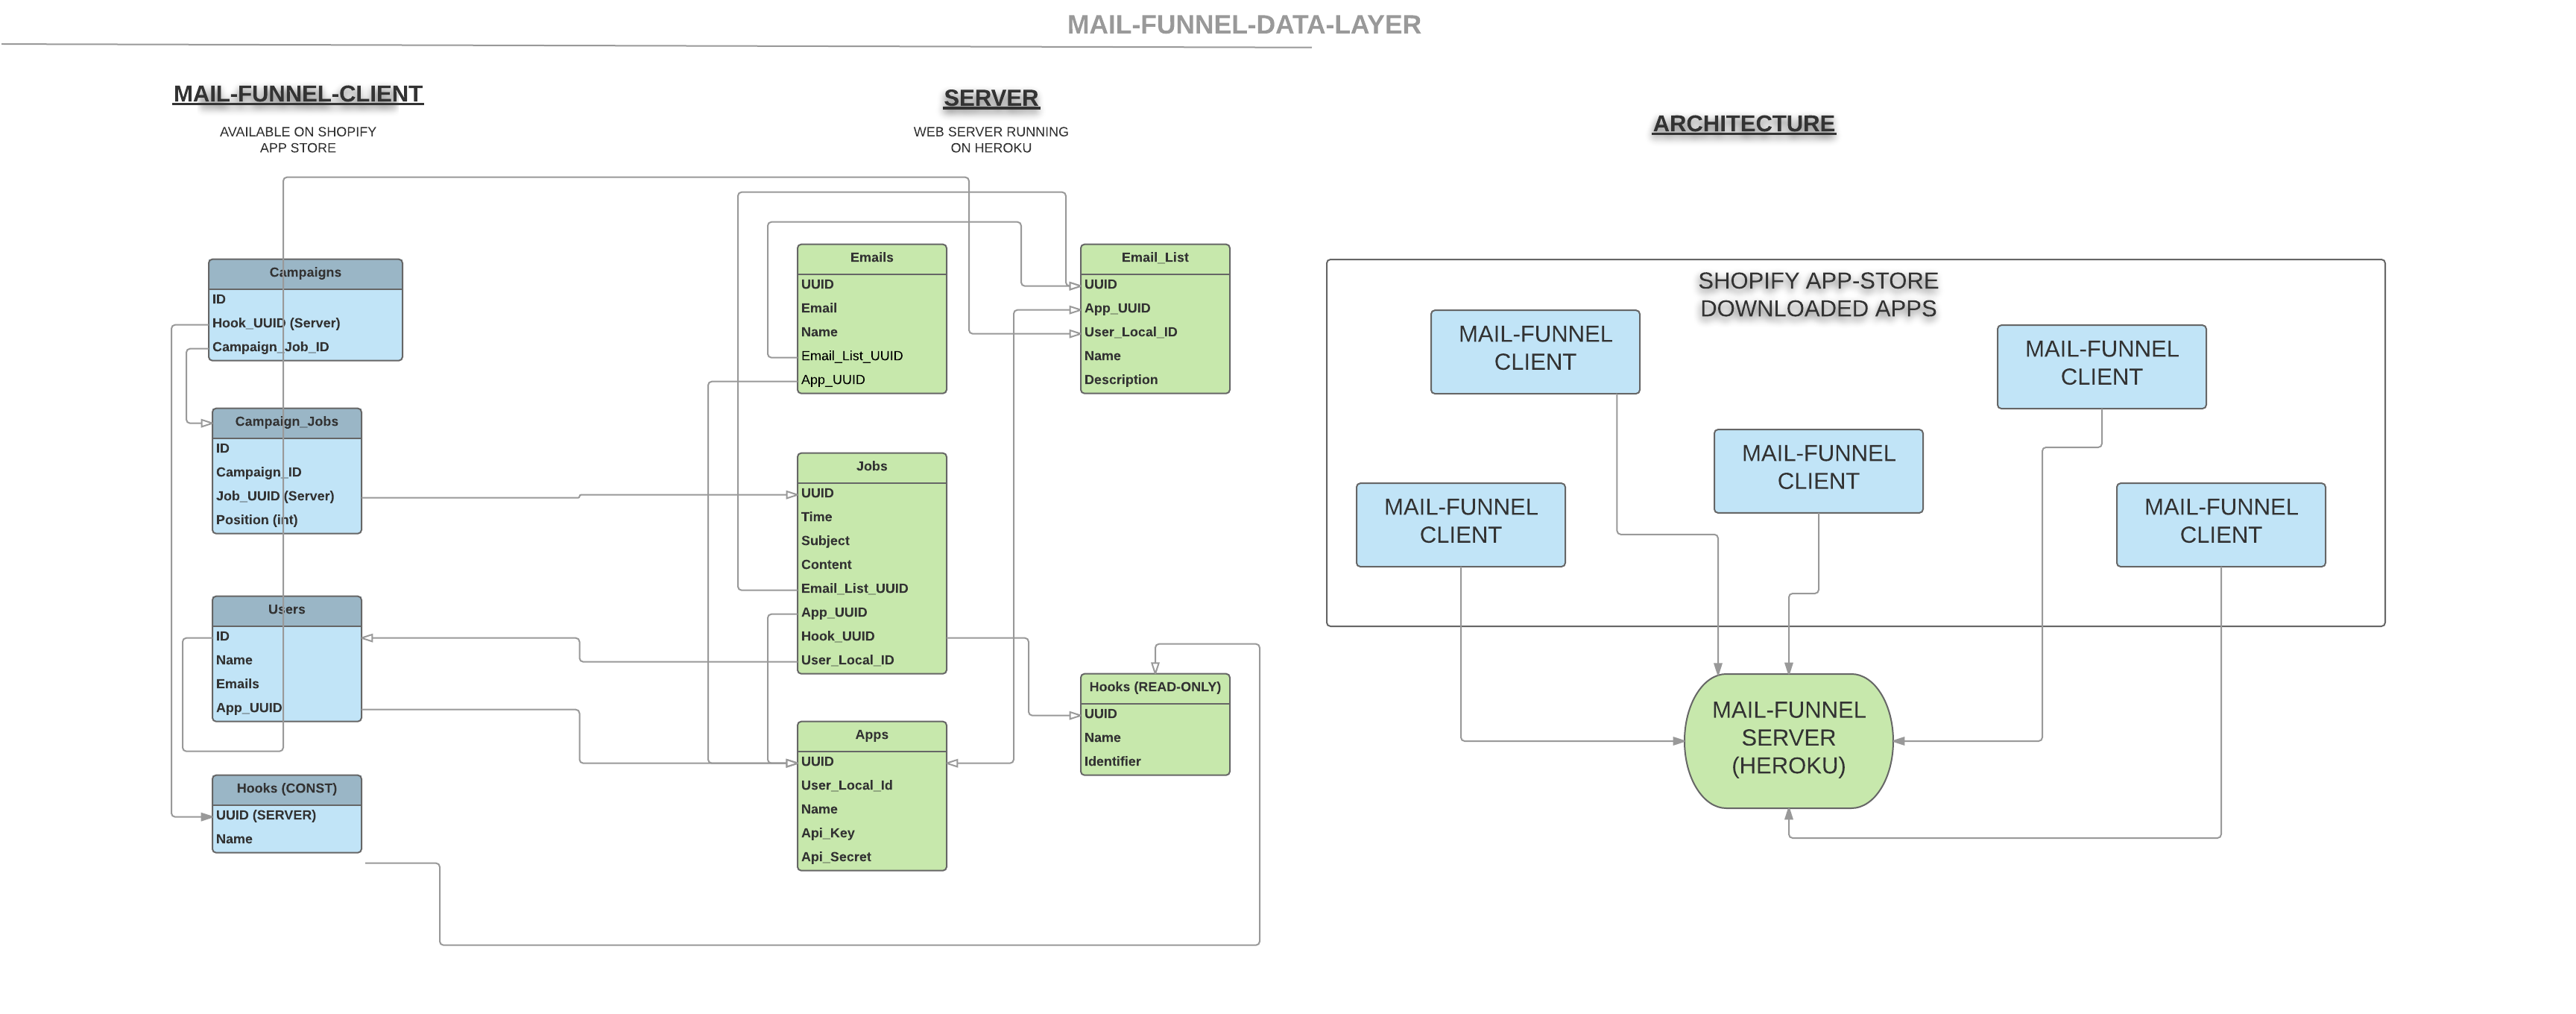 MAIL-FUNNEL-DATA-LAYER
MAIL-FUNNEL-CLIENT
AVAILABLE ON SHOPIFY
APP STORE
SERVER
WEB SERVER RUNNING
ON HEROKU
ARCHITECTURE
Campaigns
ID
Hook_UUID (Server)
Campaign_Job_ID
Campaign_Jobs
ID
Campaign_ID
Job_UUID (Server)
Position (int)
Users
ID
Name
Emails
App_UUID
Hooks (CONST)
UUID (SERVER)
Name
Emails
UUID
Email
Name
Email_List_UUID
App_UUID
Jobs
UUID
Time
Subject
Content
Email_List_UUID
App_UUID
Hook_UUID
User_Local_ID
Apps
UUID
User_Local_Id
Name
Api_Key
Api_Secret
Email_List
UUID
App_UUID
User_Local_ID
Name
Description
Hooks (READ-ONLY)
UUID
Name
Identifier
SHOPIFY APP-STORE
DOWNLOADED APPS
MAIL-FUNNEL
CLIENT
MAIL-FUNNEL
CLIENT
MAIL-FUNNEL
CLIENT
MAIL-FUNNEL
CLIENT
MAIL-FUNNEL
CLIENT
MAIL-FUNNEL
SERVER
(HEROKU)